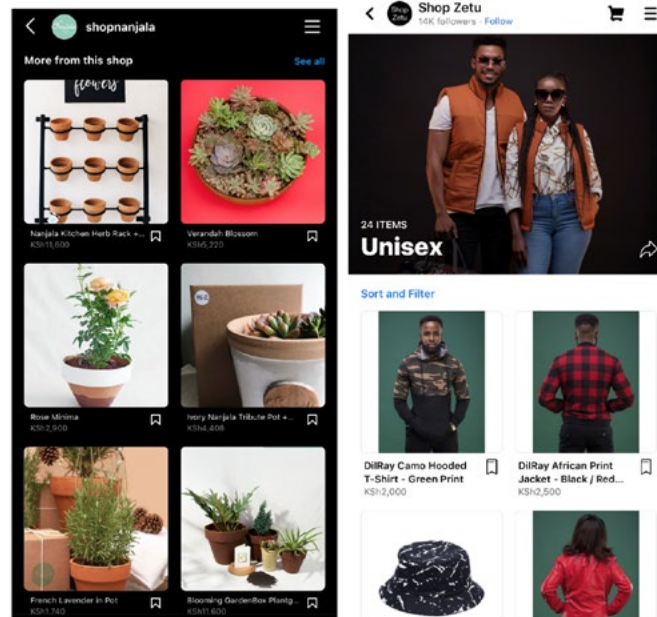 shopnanjala
More from this shop
See all
flowers
Nanjala Kitchen Herb Rack +...
KSh11,600
Verandah Blossom
KSh5,220
Rose Minima
KSh2,900
Ivory Nanjala Tribute Pot +...
KSh4,408
French Lavender in Pot
KSh1,740
Blooming GardenBox Plantg...
KSh11,600
Shop Zetu
Shop
Zetu
14K followers · Follow
24 ITEMS
Unisex
Sort and Filter
DilRay Camo Hooded
T-Shirt - Green Print
KSh2,000
DilRay African Print
Jacket - Black / Red...
KSh2,500